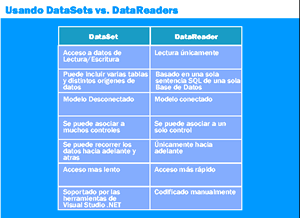 Usando DataSets vs. DataReaders
DataSet
DataReader
Acceso a datos de
Lectura/Escritura
Lectura únicamente
Puede incluir varias tablas
y distintos orígenes de
datos
Basado en una sola
sentencia SQL de una sola
Base de Datos
Modelo Desconectado
Modelo conectado
Se puede asociar a
muchos controles
Se puede asociar a un
solo control
Se puede recorrer los
datos hacia adelante y
atras
Únicamente hacia
adelante
Acceso mas lento
Acceso más rápido
Soportado por las
herramientas de
Visual Studio .NET
Codificado manualmente